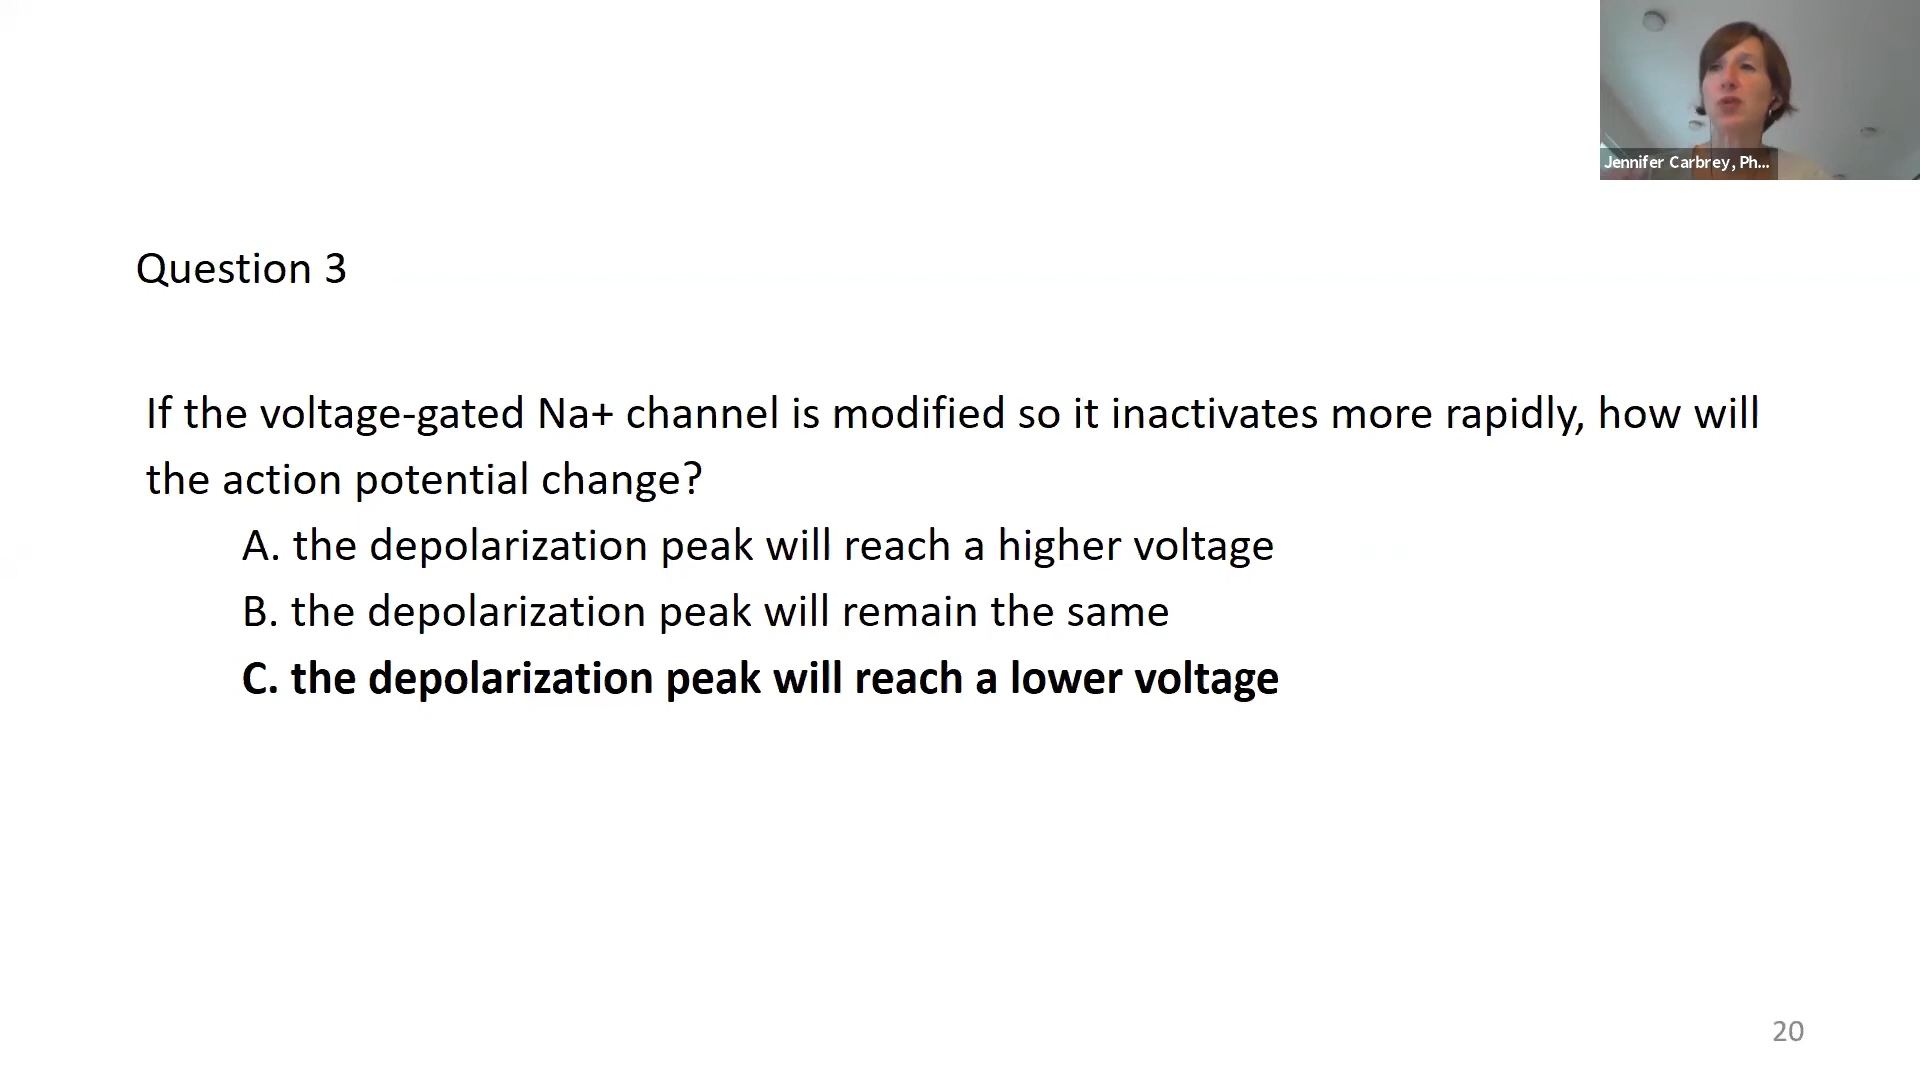 Jennifer Carbrey, Ph...
Question 3
If the voltage-gated Na+ channel is modified so it inactivates more rapidly, how will
the action potential change?
A. the depolarization peak will reach a higher voltage
B. the depolarization peak will remain the same
C. the depolarization peak will reach a lower voltage
20